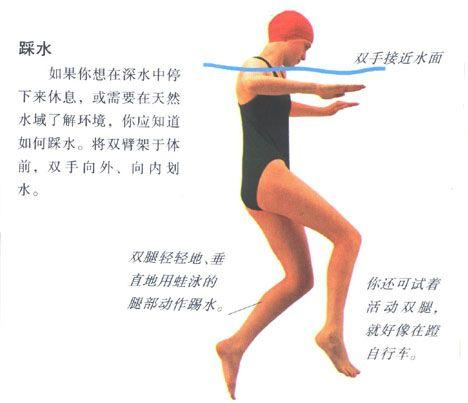 踩水
如果你想在深水中停
下来休息，或需要在天然
水域了解环境，你应知道
如何踩水。将双臂架于体
前，双手向外、向内划
水。
双手接近水面
双腿轻轻地、垂
直地用蛙泳的
腿部动作踢水。
你还可试着
活动双腿，
就好像在蹬
自行车。